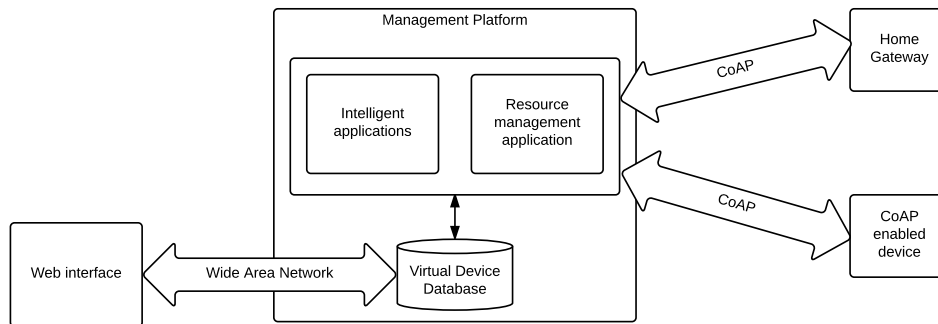 Management Platform
Intelligent
applications
Resource
management
application
CoAP
Home
Gateway
CoAP
CoAP
enabled
device
Web interface
Wide Area Network
Virtual Device
Database